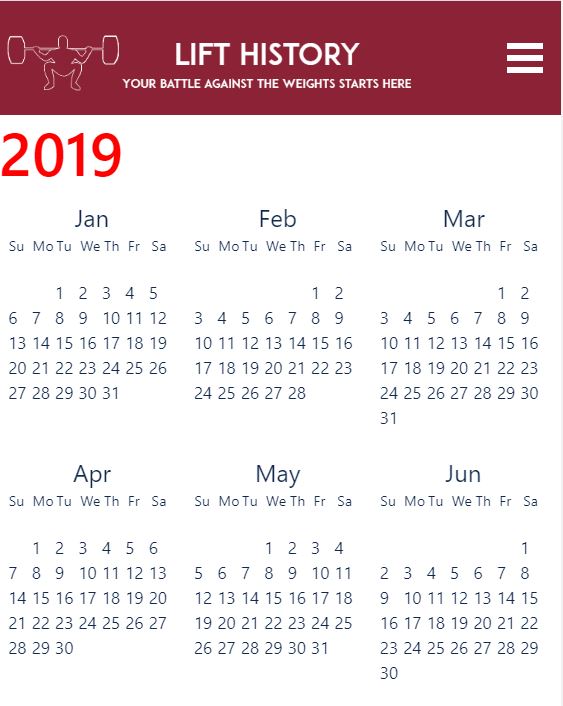 LIFT HISTORY
YOUR BATTLE AGAINST THE WEIGHTS STARTS HERE
2019
Jan
Su Mo Tu We Th Fr Sa
1 2 3 4 5
6 7 8 9 10 11 12
13 14 15 16 17 18 19
20 21 22 23 24 25 26
27 28 29 30 31
Feb
Su Mo Tu We Th Fr Sa
1 2
3 4 5 6 7 8 9
10 11 12 13 14 15 16
17 18 19 20 21 22 23
24 25 26 27 28
Mar
Su Mo Tu We Th Fr Sa
1 2
3 4 5 6 7 8 9
10 11 12 13 14 15 16
17 18 19 20 21 22 23
24 25 26 27 28 29 30
31
Apr
Su Mo Tu We Th Fr Sa
1 2 3 4 5 6
7 8 9 10 11 12 13
14 15 16 17 18 19 20
21 22 23 24 25 26 27
28 29 30
May
Su Mo Tu We Th Fr Sa
1 2 3 4
5 6 7 8 9 10 11
12 13 14 15 16 17 18
19 20 21 22 23 24 25
26 27 28 29 30 31
Jun
Su Mo Tu We Th Fr Sa
1
2 3 4 5 6 7 8
9 10 11 12 13 14 15
16 17 18 19 20 21 22
23 24 25 26 27 28 29
30